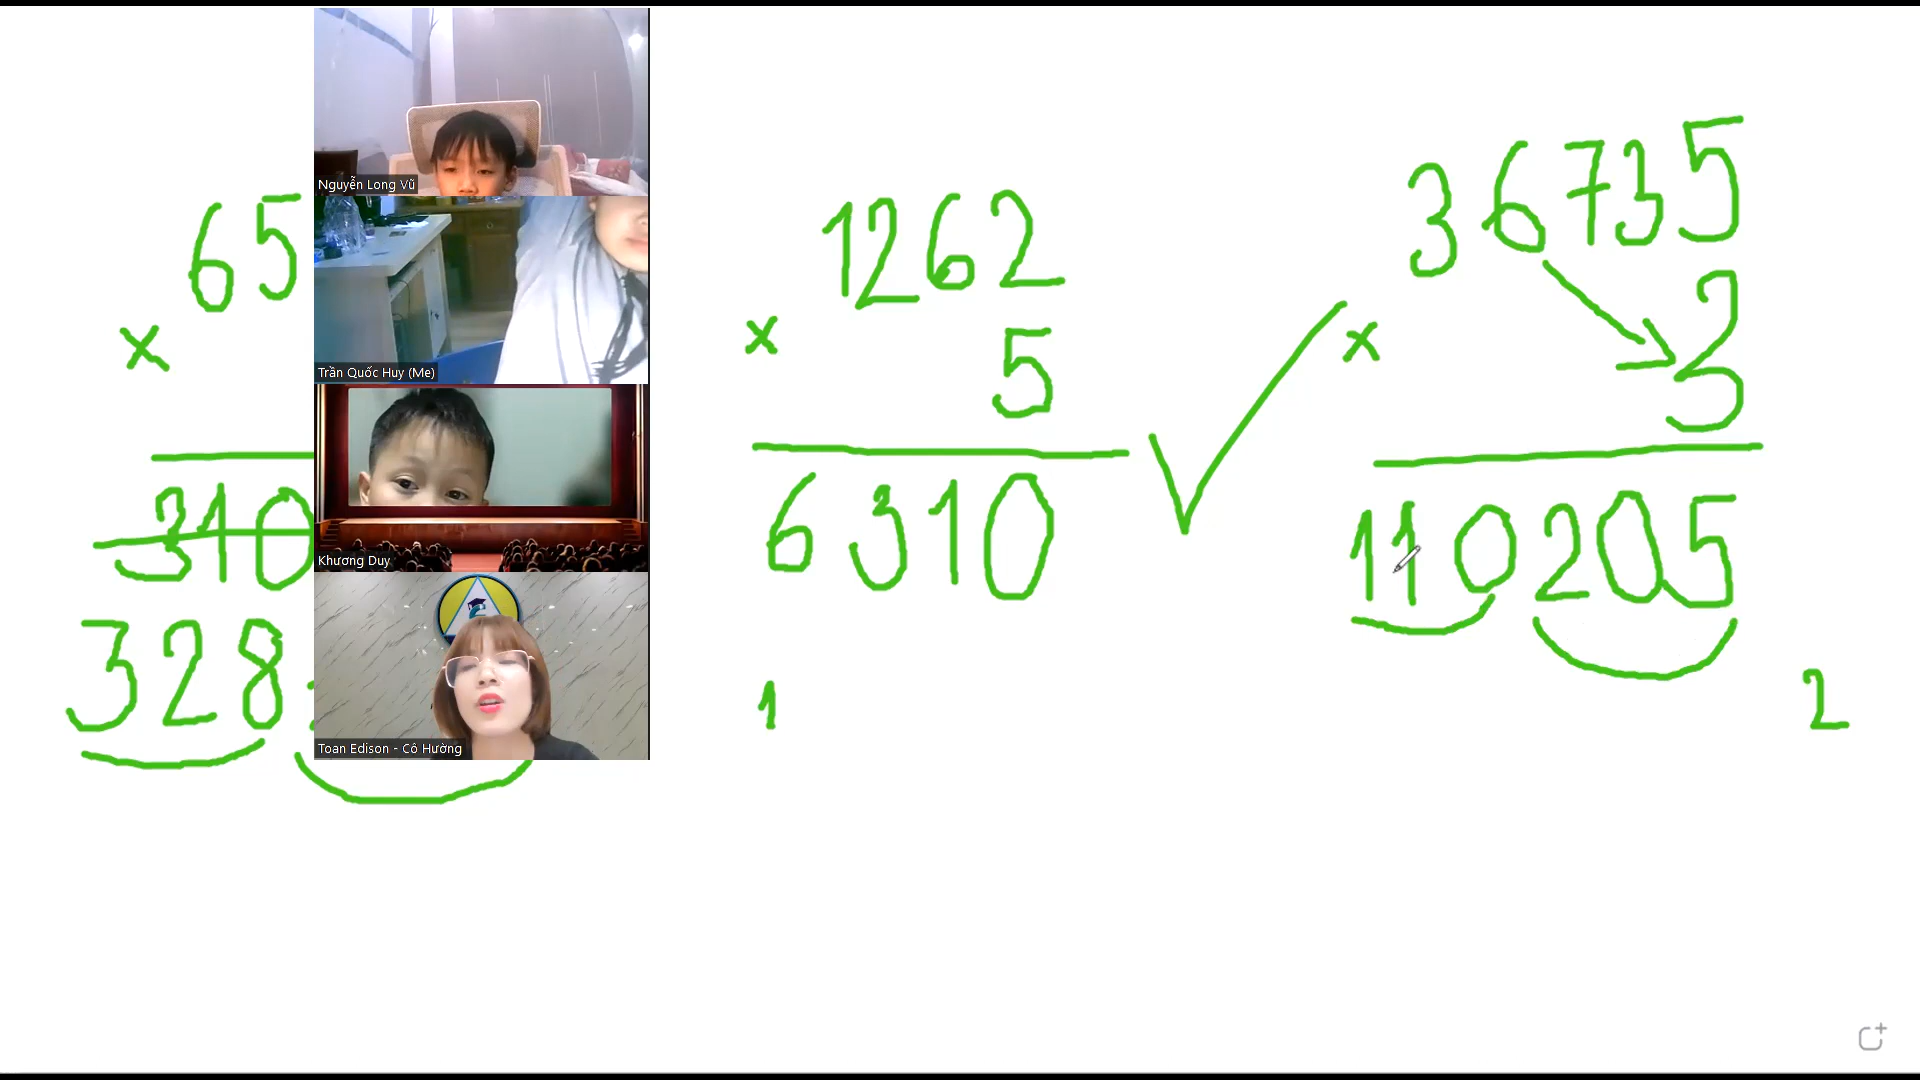 65
x
310
328
Nguyễn Long Vũ
Trần Quốc Huy (Me)
Khương Duy
Toan Edison - Cô Hường
1262
x
5
6310
1
36735
x
3
110205
2